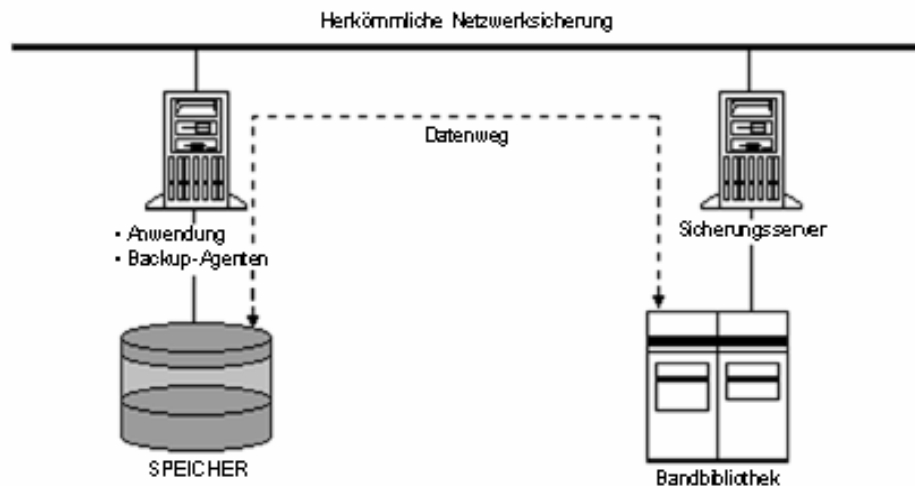 Herkömmliche Netzwerksicherung
Datenweg
• Anwendung
• Backup-Agenten
Sicherungsserver
SPEICHER
Bandbibliothek